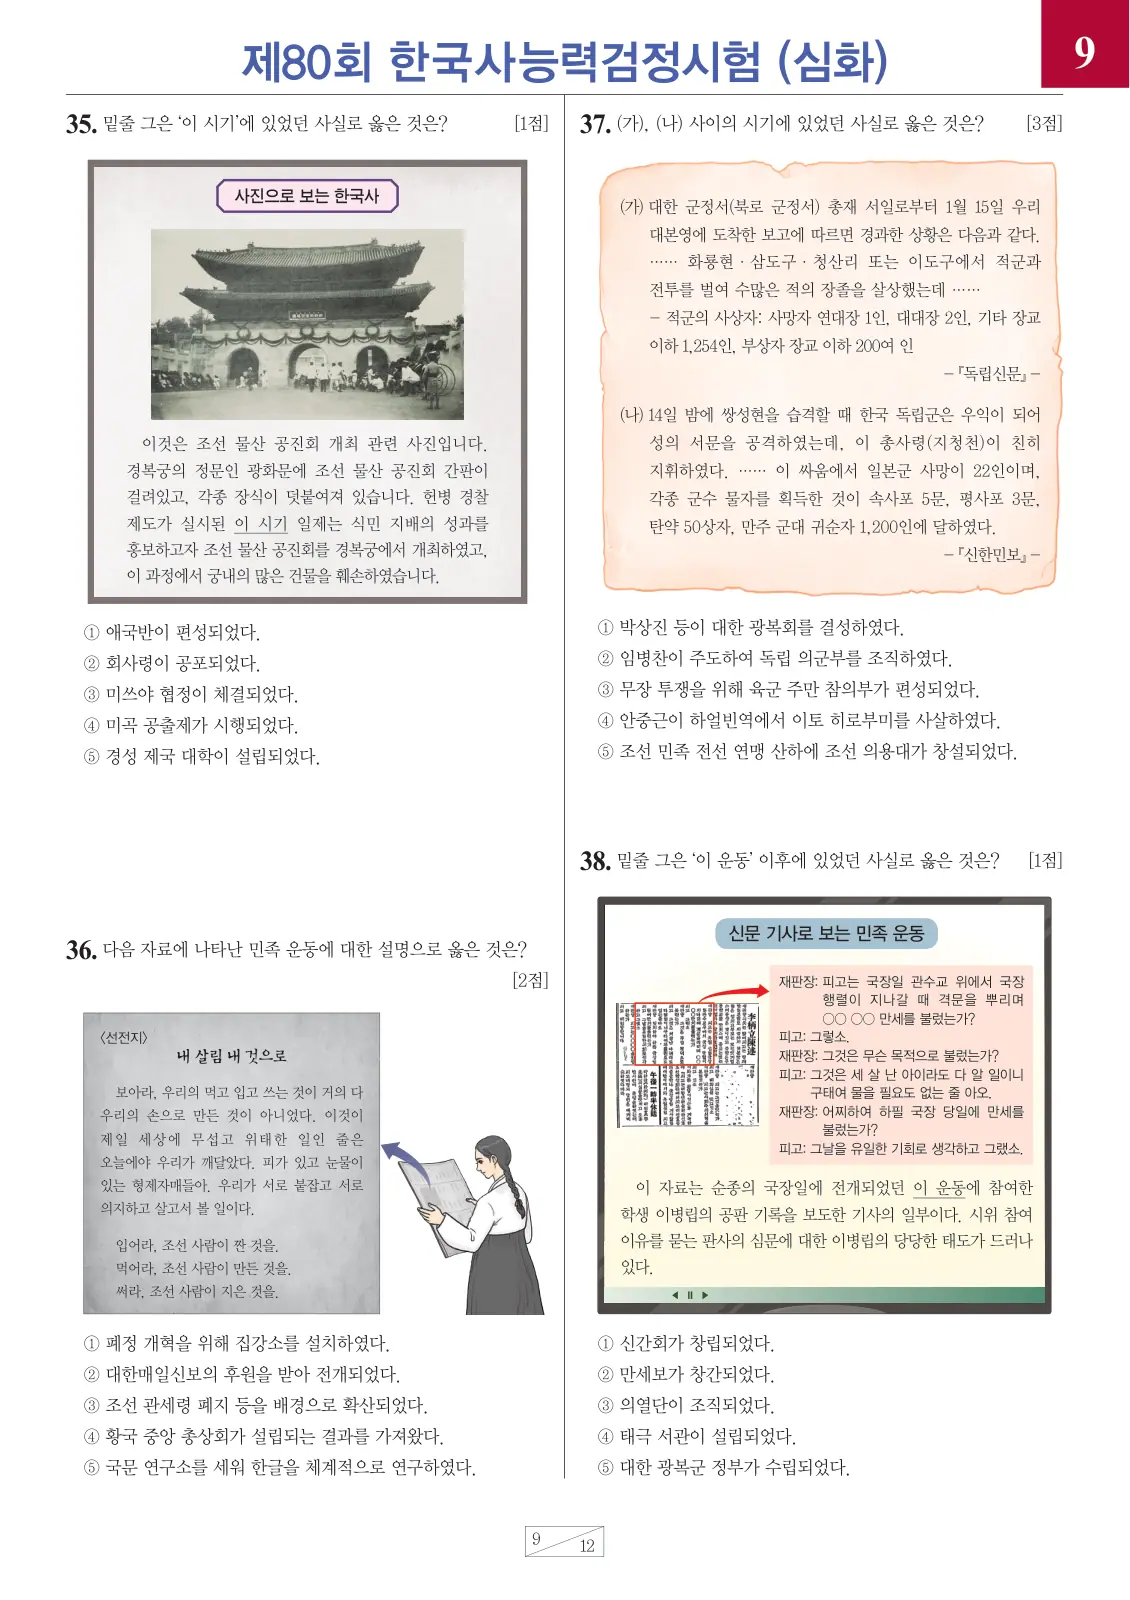 제80회 한국사능력검정시험 (심화)
9
35. 밑줄 그은 ‘이 시기’에 있었던 사실로 옳은 것은? [1점]
사진으로 보는 한국사
이것은 조선 물산 공진회 개최 관련 사진입니다.
경복궁의 정문인 광화문에 조선 물산 공진회 간판이
걸려있고, 각종 장식이 덧붙여져 있습니다. 헌병 경찰
제도가 실시된 이 시기 일제는 식민 지배의 성과를
홍보하고자 조선 물산 공진회를 경복궁에서 개최하였고,
이 과정에서 궁내의 많은 건물을 훼손하였습니다.
① 애국반이 편성되었다.
② 회사령이 공포되었다.
③ 미쓰야 협정이 체결되었다.
④ 미곡 공출제가 시행되었다.
⑤ 경성 제국 대학이 설립되었다.
36. 다음 자료에 나타난 민족 운동에 대한 설명으로 옳은 것은?
[2점]
〈선전지〉
내 살림 내 것으로
보아라, 우리의 먹고 입고 쓰는 것이 거의 다
우리의 손으로 만든 것이 아니었다. 이것이
제일 세상에 무섭고 위태한 일인 줄은
오늘에야 우리가 깨달았다. 피가 있고 눈물이
있는 형제자매들아, 우리가 서로 붙잡고 서로
의지하고 살고서 볼 일이다.
입어라, 조선 사람이 짠 것을.
먹어라, 조선 사람이 만든 것을.
써라, 조선 사람이 지은 것을.
① 폐정 개혁을 위해 집강소를 설치하였다.
② 대한매일신보의 후원을 받아 전개되었다.
③ 조선 관세령 폐지 등을 배경으로 확산되었다.
④ 황국 중앙 총상회가 설립되는 결과를 가져왔다.
⑤ 국문 연구소를 세워 한글을 체계적으로 연구하였다.
37. (가), (나) 사이의 시기에 있었던 사실로 옳은 것은? [3점]
(가) 대한 군정서(북로 군정서) 총재 서일로부터 1월 15일 우리
대본영에 도착한 보고에 따르면 경과한 상황은 다음과 같다.
…… 화룡현·삼도구·청산리 또는 이도구에서 적군과
전투를 벌여 수많은 적의 장졸을 살상했는데 ……
- 적군의 사상자: 사망자 연대장 1인, 대대장 2인, 기타 장교
이하 1,254인, 부상자 장교 이하 200여 인
-『독립신문』-
(나) 14일 밤에 쌍성현을 습격할 때 한국 독립군은 우익이 되어
성의 서문을 공격하였는데, 이 총사령(지청천)이 친히
지휘하였다. …… 이 싸움에서 일본군 사망이 22인이며,
각종 군수 물자를 획득한 것이 속사포 5문, 평사포 3문,
탄약 50상자, 만주 군대 귀순자 1,200인에 달하였다.
-『신한민보』-
① 박상진 등이 대한 광복회를 결성하였다.
② 임병찬이 주도하여 독립 의군부를 조직하였다.
③ 무장 투쟁을 위해 육군 주만 참의부가 편성되었다.
④ 안중근이 하얼빈역에서 이토 히로부미를 사살하였다.
⑤ 조선 민족 전선 연맹 산하에 조선 의용대가 창설되었다.
38. 밑줄 그은 ‘이 운동’ 이후에 있었던 사실로 옳은 것은? [1점]
신문 기사로 보는 민족 운동
재판장: 피고는 국장일 관수교 위에서 국장
행렬이 지나갈 때 격문을 뿌리며
○○ ○○ 만세를 불렀는가?
피고: 그렇소.
재판장: 그것은 무슨 목적으로 불렀는가?
피고: 그것은 세 살 난 아이라도 다 알 일이니
구태여 물을 필요도 없는 줄 아오.
재판장: 어찌하여 하필 국장 당일에 만세를
불렀는가?
피고: 그날을 유일한 기회로 생각하고 그랬소.
이 자료는 순종의 국장일에 전개되었던 이 운동에 참여한
학생 이병립의 공판 기록을 보도한 기사의 일부이다. 시위 참여
이유를 묻는 판사의 심문에 대한 이병립의 당당한 태도가 드러나
있다.
① 신간회가 창립되었다.
② 만세보가 창간되었다.
③ 의열단이 조직되었다.
④ 태극 서관이 설립되었다.
⑤ 대한 광복군 정부가 수립되었다.
9
12